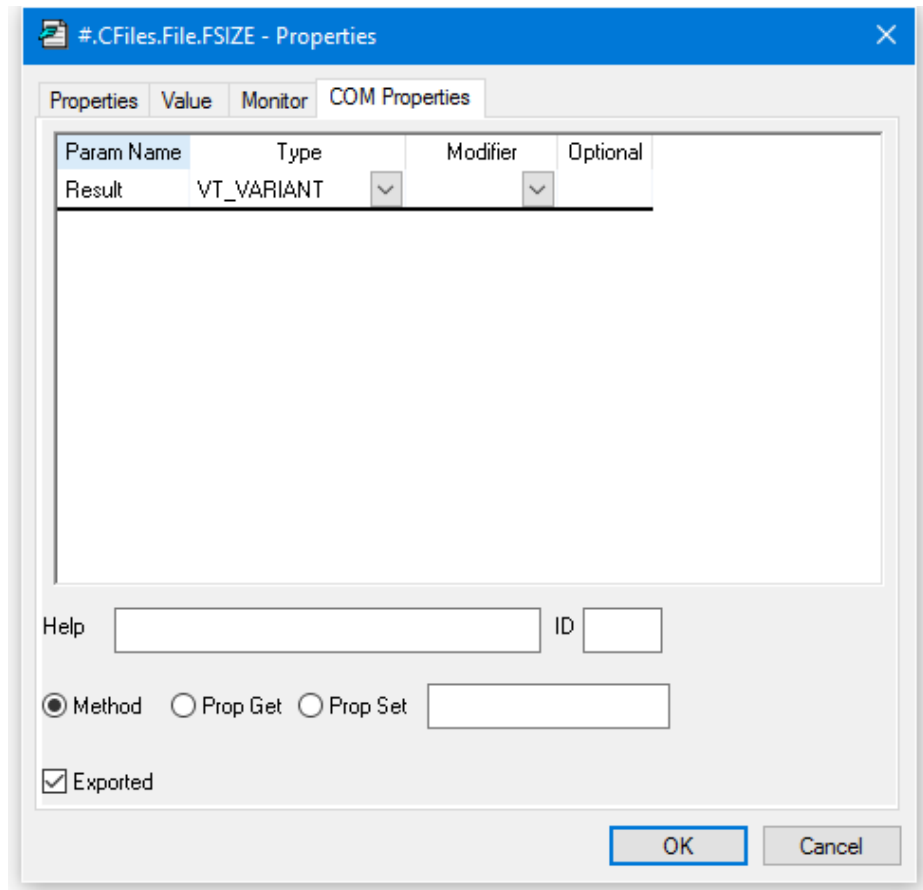 #.CFiles.File.FSIZE - Properties
Properties Value Monitor COM Properties
Param Name Type Modifier Optional
Result VT_VARIANT
Help ID
Method Prop Get Prop Set
Exported
OK Cancel